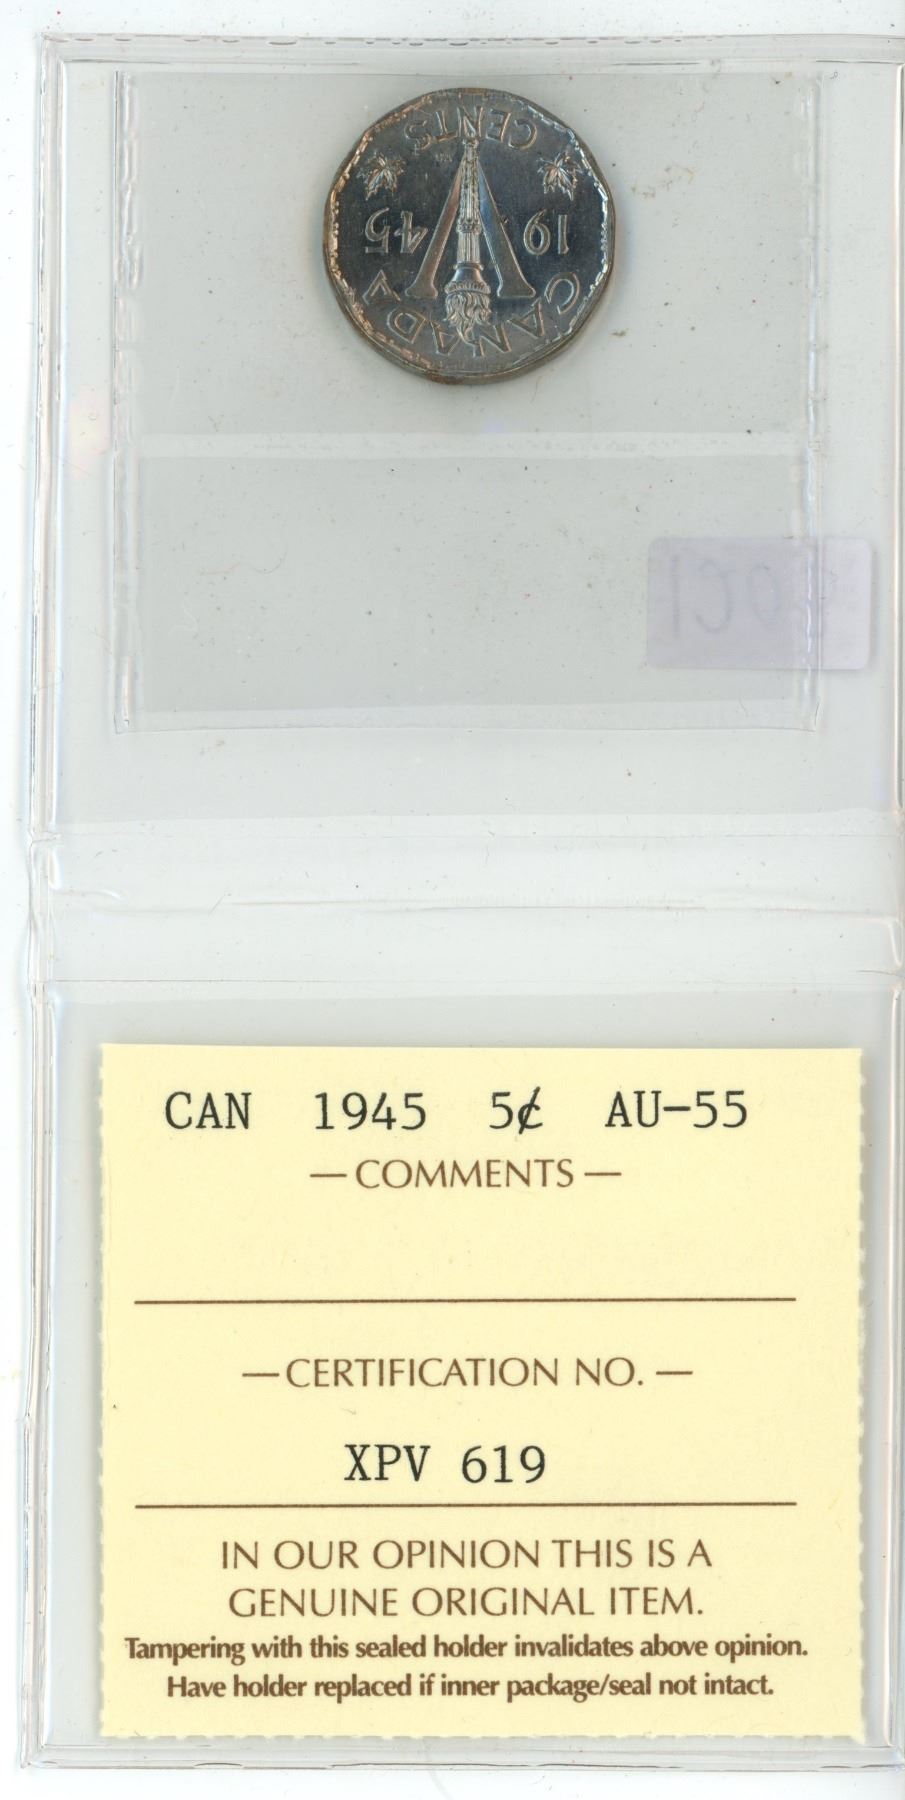 CENTS
19 45
CANADA
10C1
CAN 1945 5¢ AU-55
— COMMENTS —
— CERTIFICATION NO. —
XPV 619
IN OUR OPINION THIS IS A
GENUINE ORIGINAL ITEM.
Tampering with this sealed holder invalidates above opinion.
Have holder replaced if inner package/seal not intact.